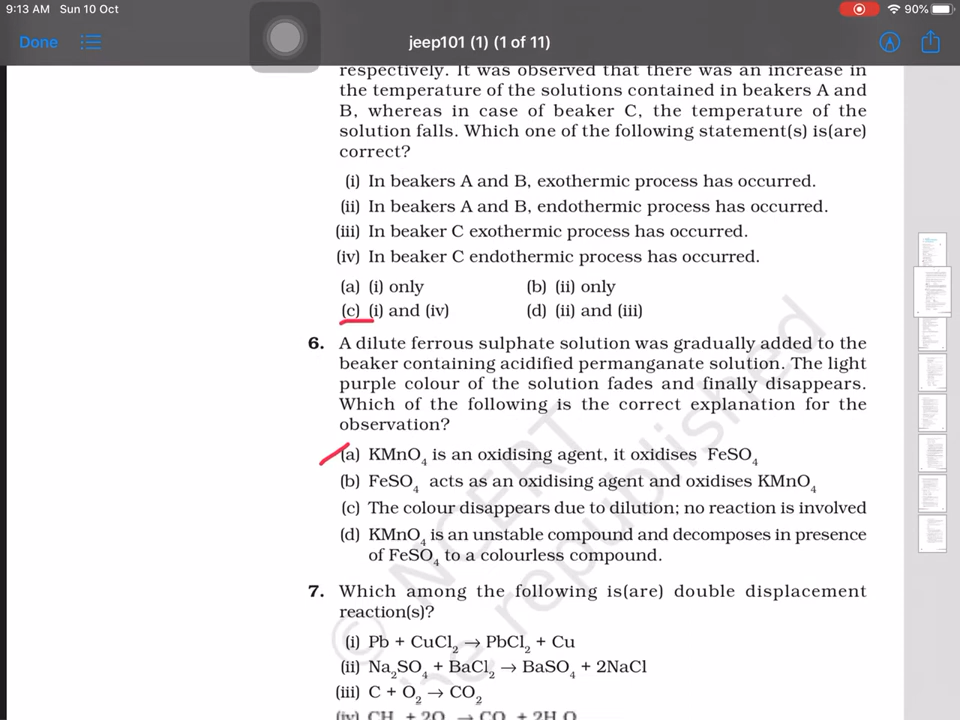 9:13 AM Sun 10 Oct
90%
Done
jeep101 (1) (1 of 11)
respectively. It was observed that there was an increase in
the temperature of the solutions contained in beakers A and
B, whereas in case of beaker C, the temperature of the
solution falls. Which one of the following statement(s) is(are)
correct?
(i) In beakers A and B, exothermic process has occurred.
(ii) In beakers A and B, endothermic process has occurred.
(iii) In beaker C exothermic process has occurred.
(iv) In beaker C endothermic process has occurred.
(a) (i) only (b) (ii) only
(c) (i) and (iv) (d) (ii) and (iii)
6. A dilute ferrous sulphate solution was gradually added to the
beaker containing acidified permanganate solution. The light
purple colour of the solution fades and finally disappears.
Which of the following is the correct explanation for the
observation?
(a) KMnO₄ is an oxidising agent, it oxidises FeSO₄
(b) FeSO₄ acts as an oxidising agent and oxidises KMnO₄
(c) The colour disappears due to dilution; no reaction is involved
(d) KMnO₄ is an unstable compound and decomposes in presence
of FeSO₄ to a colourless compound.
7. Which among the following is(are) double displacement
reaction(s)?
(i) Pb + CuCl₂ → PbCl₂ + Cu
(ii) Na₂SO₄ + BaCl₂ → BaSO₄ + 2NaCl
(iii) C + O₂ → CO₂
(iv) CH + 2O → CO + 2H O
© NCERT
be republished